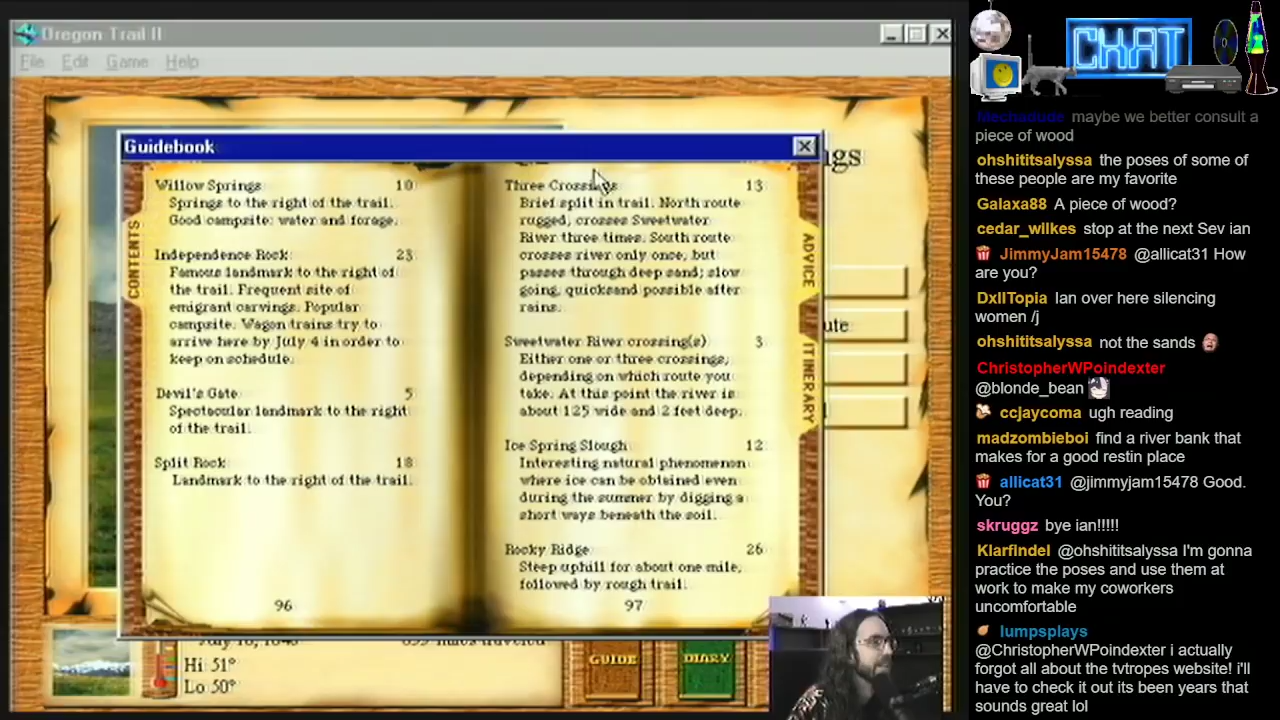 Oregon Trail II
File Edit Game Help
Guidebook
CONTENTS
Willow Springs 10
Springs to the right of the trail.
Good campsite: water and forage.
Independence Rock 23
Famous landmark to the right of
the trail. Frequent site of
emigrant carvings. Popular
campsite. Wagon trains try to
arrive here by July 4 in order to
keep on schedule.
Devil's Gate 5
Spectacular landmark to the right
of the trail.
Split Rock 18
Landmark to the right of the trail.
96
Three Crossings 13
Brief split in trail. North route
rugged, crosses Sweetwater
River three times. South route
crosses river only once, but
passes through deep sand; slow
going, quicksand possible after
rains.
Sweetwater River crossing(s) 3
Either one or three crossings,
depending on which route you
take. At this point the river is
about 125 wide and 2 feet deep.
Ice Spring Slough 12
Interesting natural phenomenon
where ice can be obtained even
during the summer by digging a
short ways beneath the soil.
Rocky Ridge 26
Steep uphill for about one mile,
followed by rough trail.
97
ADVICE
ITINERARY
ngs
ute
miles traveled
Hi 51°
Lo 50°
GUIDE
DIARY
CHAT
Mechadude maybe we better consult a
piece of wood
ohshititsalyssa the poses of some of
these people are my favorite
Galaxa88 A piece of wood?
cedar_wilkes stop at the next Sev ian
JimmyJam15478 @allicat31 How
are you?
DxllTopia Ian over here silencing
women /j
ohshititsalyssa not the sands
ChristopherWPoindexter
@blonde_bean
ccjaycoma ugh reading
madzombieboi find a river bank that
makes for a good restin place
allicat31 @jimmyjam15478 Good.
You?
skruggz bye ian!!!!!
Klarfindel @ohshititsalyssa I'm gonna
practice the poses and use them at
work to make my coworkers
uncomfortable
lumpsplays
@ChristopherWPoindexter i actually
forgot all about the tvtropes website! i'll
have to check it out its been years that
sounds great lol